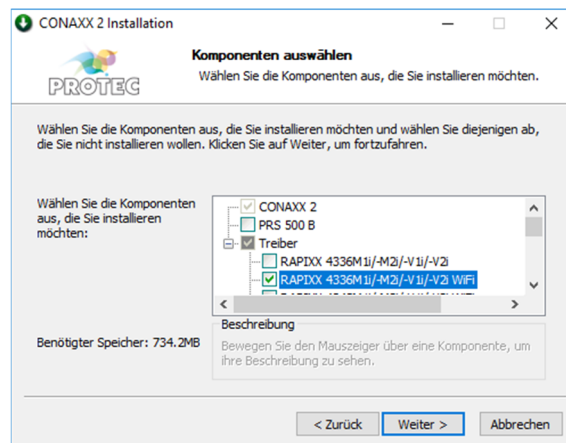 CONAXX 2 Installation
PROTEC
Komponenten auswählen
Wählen Sie die Komponenten aus, die Sie installieren möchten.
Wählen Sie die Komponenten aus, die Sie installieren möchten und wählen Sie diejenigen ab,
die Sie nicht installieren wollen. Klicken Sie auf Weiter, um fortzufahren.
Wählen Sie die Komponenten
aus, die Sie installieren
möchten:
CONAXX 2
PRS 500 B
Treiber
RAPIXX 4336M1i/-M2i/-V1i/-V2i
RAPIXX 4336M1i/-M2i/-V1i/-V2i WiFi
Benötigter Speicher: 734.2MB
Beschreibung
Bewegen Sie den Mauszeiger über eine Komponente, um
ihre Beschreibung zu sehen.
< Zurück
Weiter >
Abbrechen